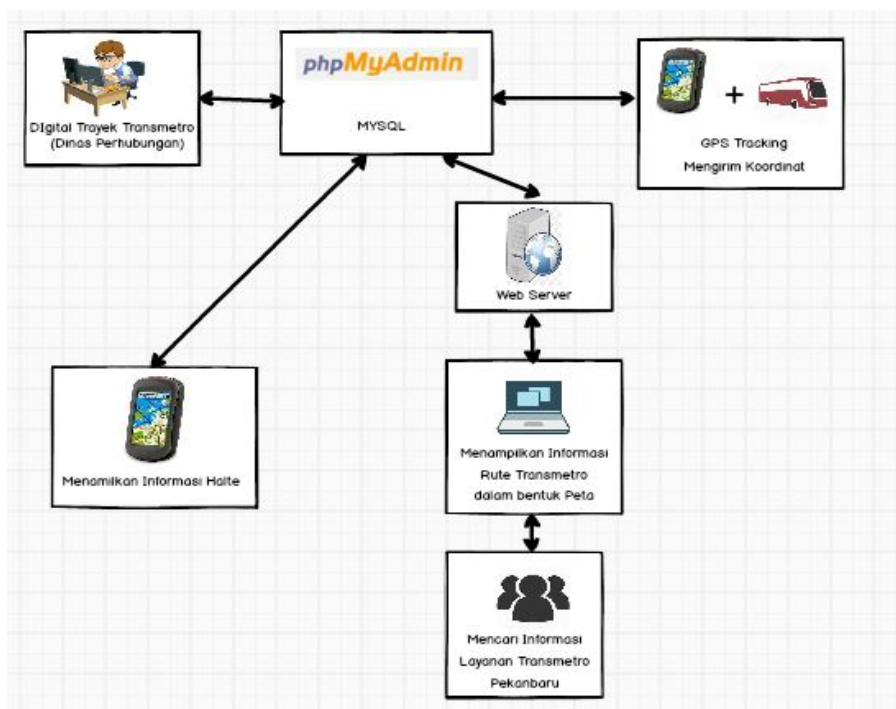 phpMyAdmin
MYSQL
DIgital Trayek Transmetro
(Dinas Perhubungan)
GPS Tracking
Mengirim Koordinat
Web Server
Menamilkan Informasi Halte
Menampilkan Informasi
Rute Transmetro
dalam bentuk Peta
Mencari Informasi
Layanan Transmetro
Pekanbaru